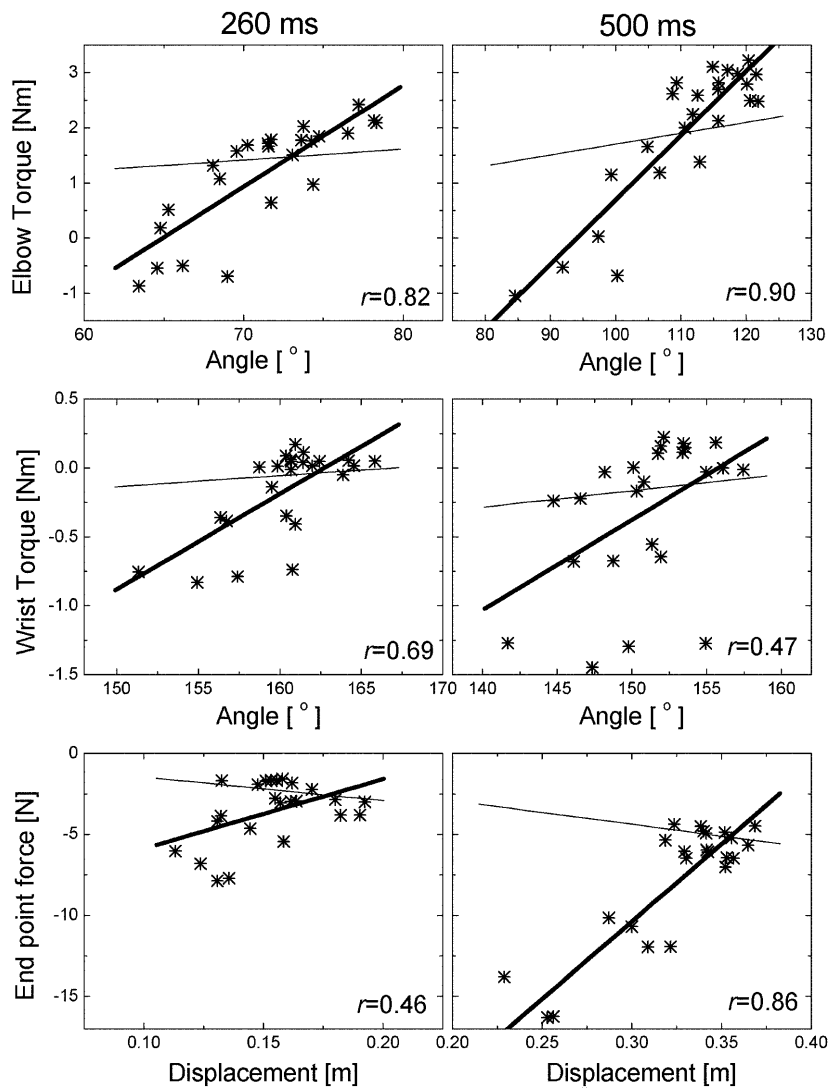 260 ms 500 ms
Elbow Torque [Nm]
3
2
1
0
-1
r=0.82
r=0.90
60 70 80
80 90 100 110 120 130
Angle [ ° ]
Angle [ ° ]
Wrist Torque [Nm]
0.5
0.0
-0.5
-1.0
-1.5
r=0.69
r=0.47
150 155 160 165 170
140 145 150 155 160
Angle [ ° ]
Angle [ ° ]
End point force [N]
0
-5
-10
-15
r=0.46
r=0.86
0.10 0.15 0.20
0.20 0.25 0.30 0.35 0.40
Displacement [m]
Displacement [m]